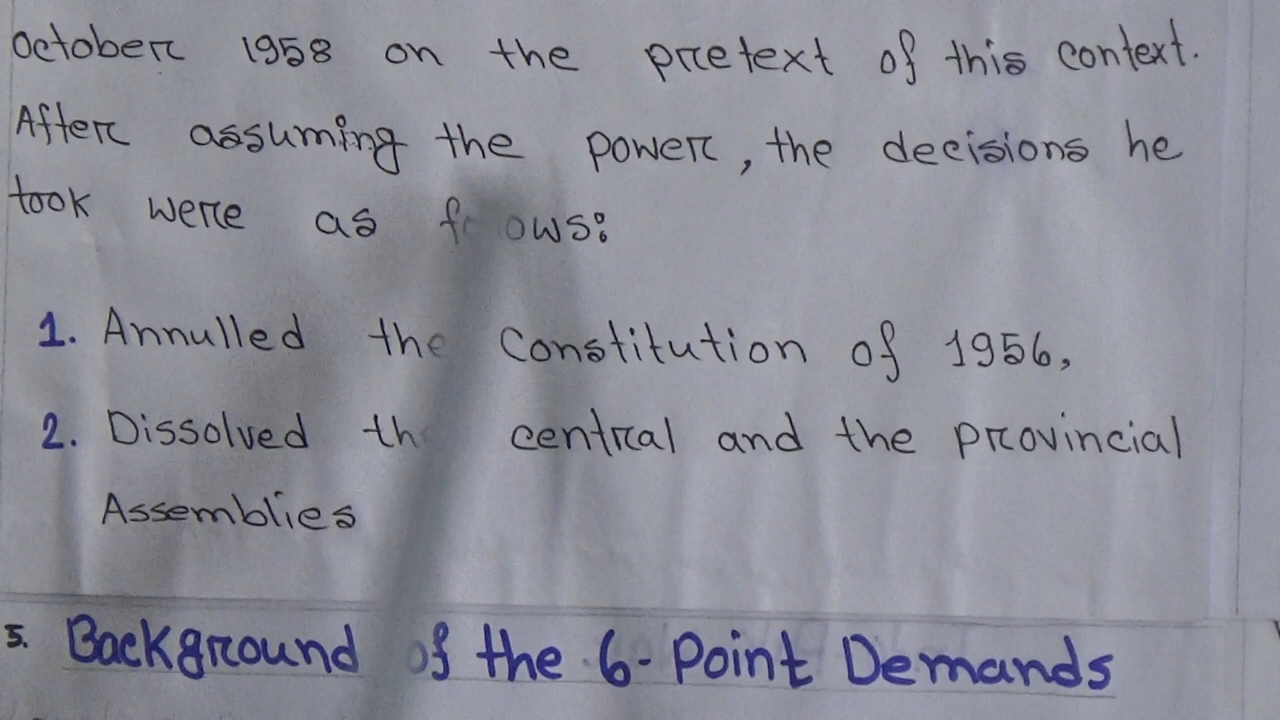 October 1958 on the pretext of this context.
After assuming the power, the decisions he
took were as
1. Annulled the Constitution of 1956,
2. Dissolved central and the provincial
Assemblies
5. Background of the 6-Point Demands